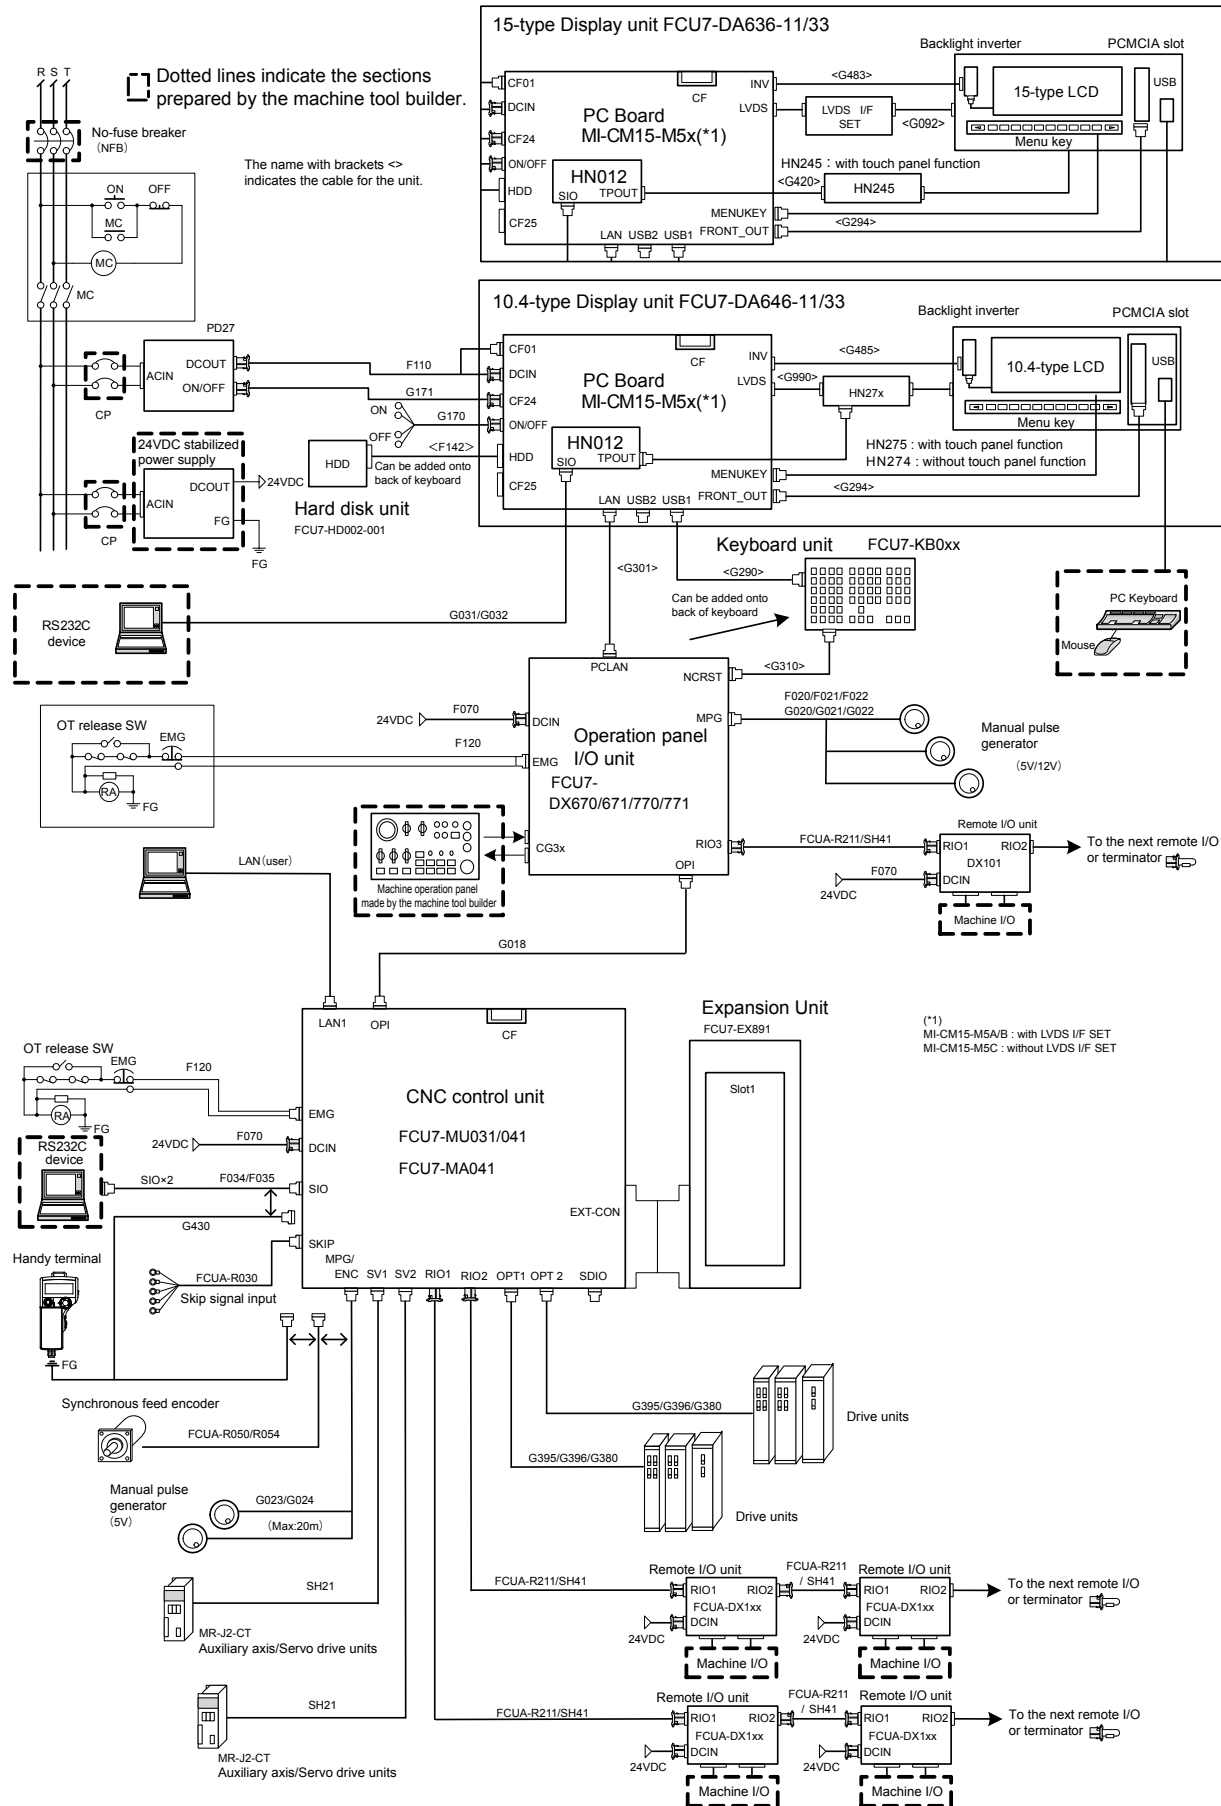 15-type Display unit FCU7-DA636-11/33
Backlight inverter
PCMCIA slot
R S T
Dotted lines indicate the sections
prepared by the machine tool builder.
CF01
DCIN
CF24
ON/OFF
HDD
CF25
CF
INV
LVDS
<G483>
LVDS I/F
SET
<G092>
15-type LCD
USB
Menu key
PC Board
MI-CM15-M5x(*1)
No-fuse breaker
(NFB)
The name with brackets <>
indicates the cable for the unit.
HN245 : with touch panel function
HN012
SIO
TPOUT
<G420>
HN245
MENUKEY
FRONT_OUT
<G294>
LAN USB2 USB1
ON
OFF
MC
MC
MC
10.4-type Display unit FCU7-DA646-11/33
Backlight inverter
PCMCIA slot
PD27
ACIN
DCOUT
ON/OFF
CP
F110
G171
ON
OFF
G170
<F142>
CF01
DCIN
CF24
ON/OFF
HDD
CF25
CF
INV
LVDS
<G485>
<G990>
HN27x
10.4-type LCD
USB
Menu key
PC Board
MI-CM15-M5x(*1)
HN012
SIO
TPOUT
HN275 : with touch panel function
HN274 : without touch panel function
MENUKEY
FRONT_OUT
<G294>
LAN USB2 USB1
24VDC stabilized
power supply
DCOUT
ACIN
FG
24VDC
CP
FG
HDD
Can be added onto
back of keyboard
Hard disk unit
FCU7-HD002-001
Keyboard unit
FCU7-KB0xx
<G301>
<G290>
Can be added onto
back of keyboard
PC Keyboard
Mouse
RS232C
device
G031/G032
<G310>
PCLAN
NCRST
MPG
DCIN
EMG
CG3x
RIO3
OPI
Operation panel
I/O unit
FCU7-
DX670/671/770/771
24VDC
F070
F120
OT release SW
EMG
RA
FG
F020/F021/F022
G020/G021/G022
Manual pulse
generator
(5V/12V)
Machine operation panel
made by the machine tool builder
FCUA-R211/SH41
Remote I/O unit
RIO1
RIO2
DX101
DCIN
F070
24VDC
Machine I/O
To the next remote I/O
or terminator
LAN(user)
G018
LAN1
OPI
CF
Expansion Unit
FCU7-EX891
Slot1
(*1)
MI-CM15-M5A/B : with LVDS I/F SET
MI-CM15-M5C : without LVDS I/F SET
OT release SW
EMG
F120
RA
FG
EMG
CNC control unit
FCU7-MU031/041
FCU7-MA041
24VDC
F070
DCIN
RS232C
device
SIO×2
F034/F035
SIO
G430
EXT-CON
Handy terminal
FG
FCUA-R030
Skip signal input
SKIP
MPG/
ENC SV1 SV2 RIO1 RIO2 OPT1 OPT 2 SDIO
Synchronous feed encoder
FCUA-R050/R054
G395/G396/G380
Drive units
G395/G396/G380
Drive units
Manual pulse
generator
(5V)
G023/G024
(Max:20m)
SH21
MR-J2-CT
Auxiliary axis/Servo drive units
FCUA-R211/SH41
Remote I/O unit
RIO1
RIO2
FCUA-DX1xx
DCIN
24VDC
Machine I/O
FCUA-R211
/ SH41
Remote I/O unit
RIO1
RIO2
FCUA-DX1xx
DCIN
24VDC
Machine I/O
To the next remote I/O
or terminator
SH21
MR-J2-CT
Auxiliary axis/Servo drive units
FCUA-R211/SH41
Remote I/O unit
RIO1
RIO2
FCUA-DX1xx
DCIN
24VDC
Machine I/O
FCUA-R211
/ SH41
Remote I/O unit
RIO1
RIO2
FCUA-DX1xx
DCIN
24VDC
Machine I/O
To the next remote I/O
or terminator